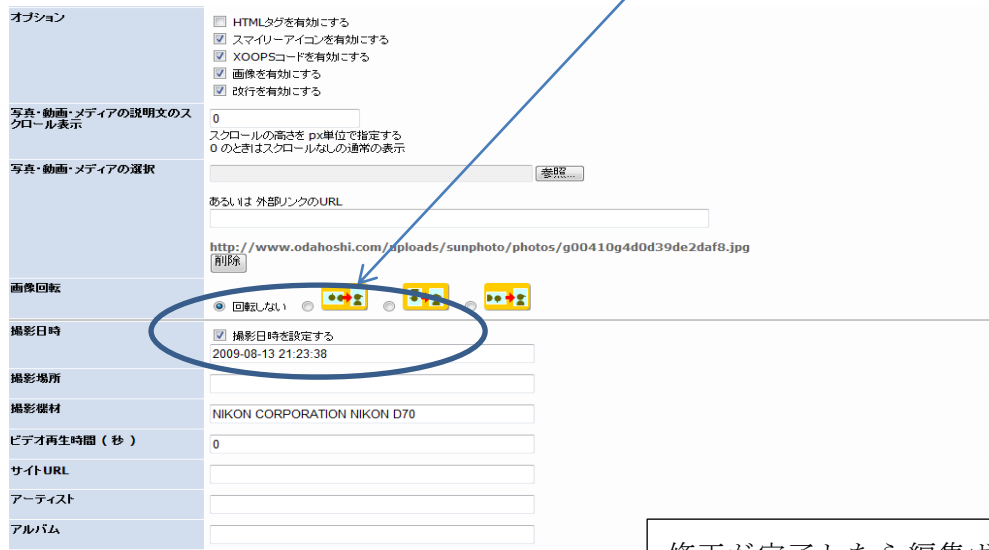 オプション
HTMLタグを有効にする
スマイリーアイコンを有効にする
XOOPSコードを有効にする
画像を有効にする
改行を有効にする
写真・動画・メディアの説明文のス
クロール表示
0
スクロールの高さを px単位で指定する
0 のときはスクロールなしの通常の表示
写真・動画・メディアの選択
参照...
あるいは 外部リンクのURL
http://www.odahoshi.com/uploads/sunphoto/photos/g00410g4d0d39de2daf8.jpg
削除
画像回転
回転しない
撮影日時
撮影日時を設定する
2009-08-13 21:23:38
撮影場所
撮影機材
NIKON CORPORATION NIKON D70
ビデオ再生時間 ( 秒 )
0
サイトURL
アーティスト
アルバム